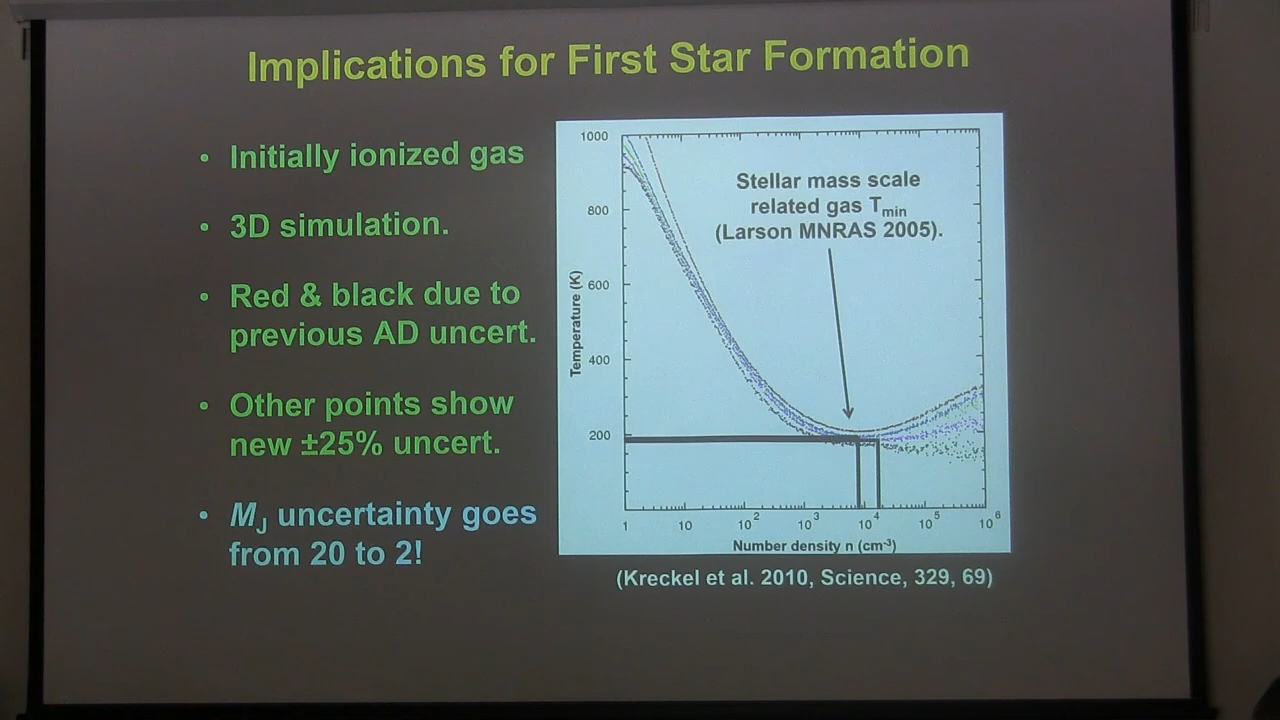 Implications for First Star Formation
• Initially ionized gas
• 3D simulation.
• Red & black due to
previous AD uncert.
• Other points show
new ±25% uncert.
• MJ uncertainty goes
from 20 to 2!
Stellar mass scale
related gas Tmin
(Larson MNRAS 2005).
Temperature (K)
1000
800
600
400
200
1 10 10² 10³ 10⁴ 10⁵ 10⁶
Number density n (cm⁻³)
(Kreckel et al. 2010, Science, 329, 69)